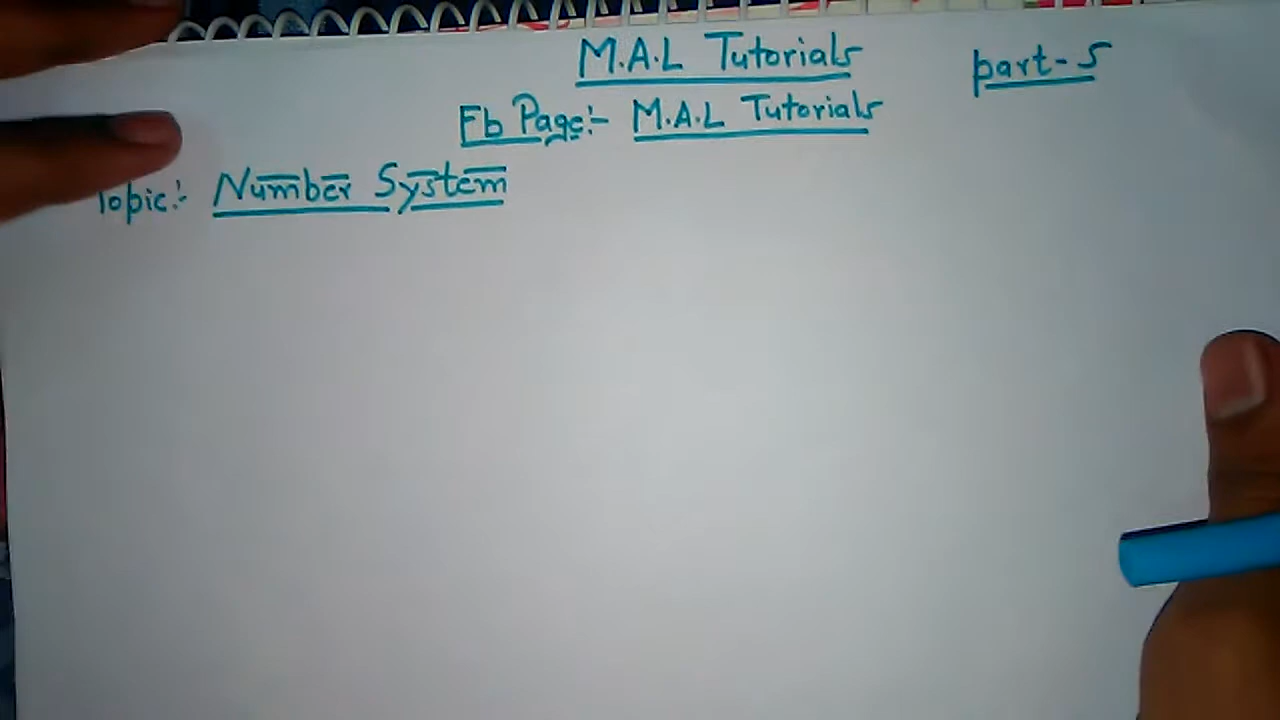 M.A.L Tutorials part-5
Fb Page:- M.A.L Tutorials
Topic:- Number System